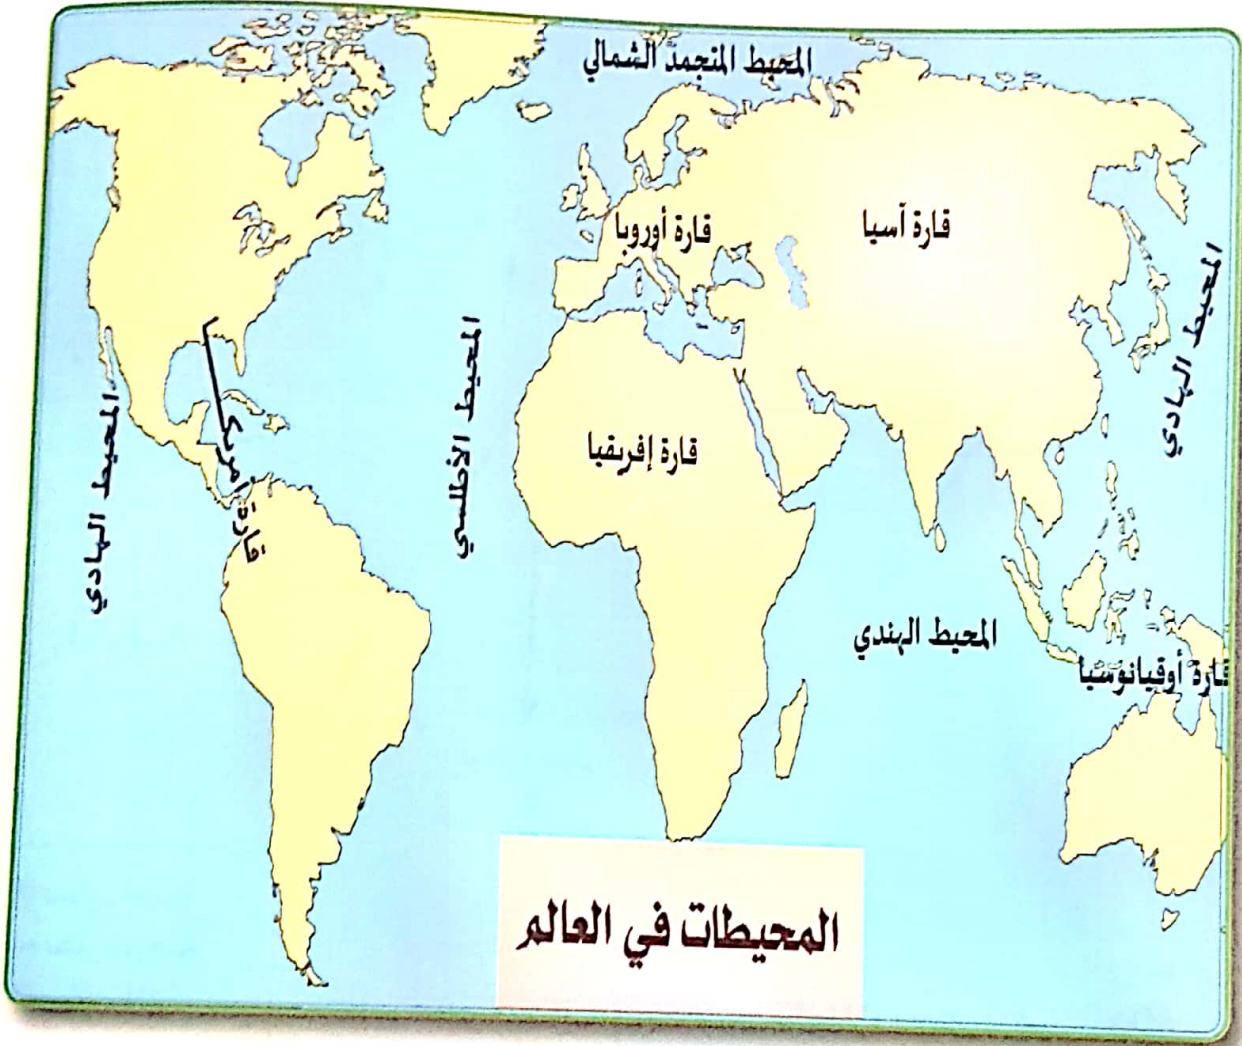 المحيط المتجمد الشمالي
قارة أوروبا
قارة آسيا
المحيط الهادي
المحيط الأطلسي
المحيط الهادي
قارة امريكا
قارة إفريقيا
المحيط الهندي
قارة أوقيانوسيا
المحيطات في العالم